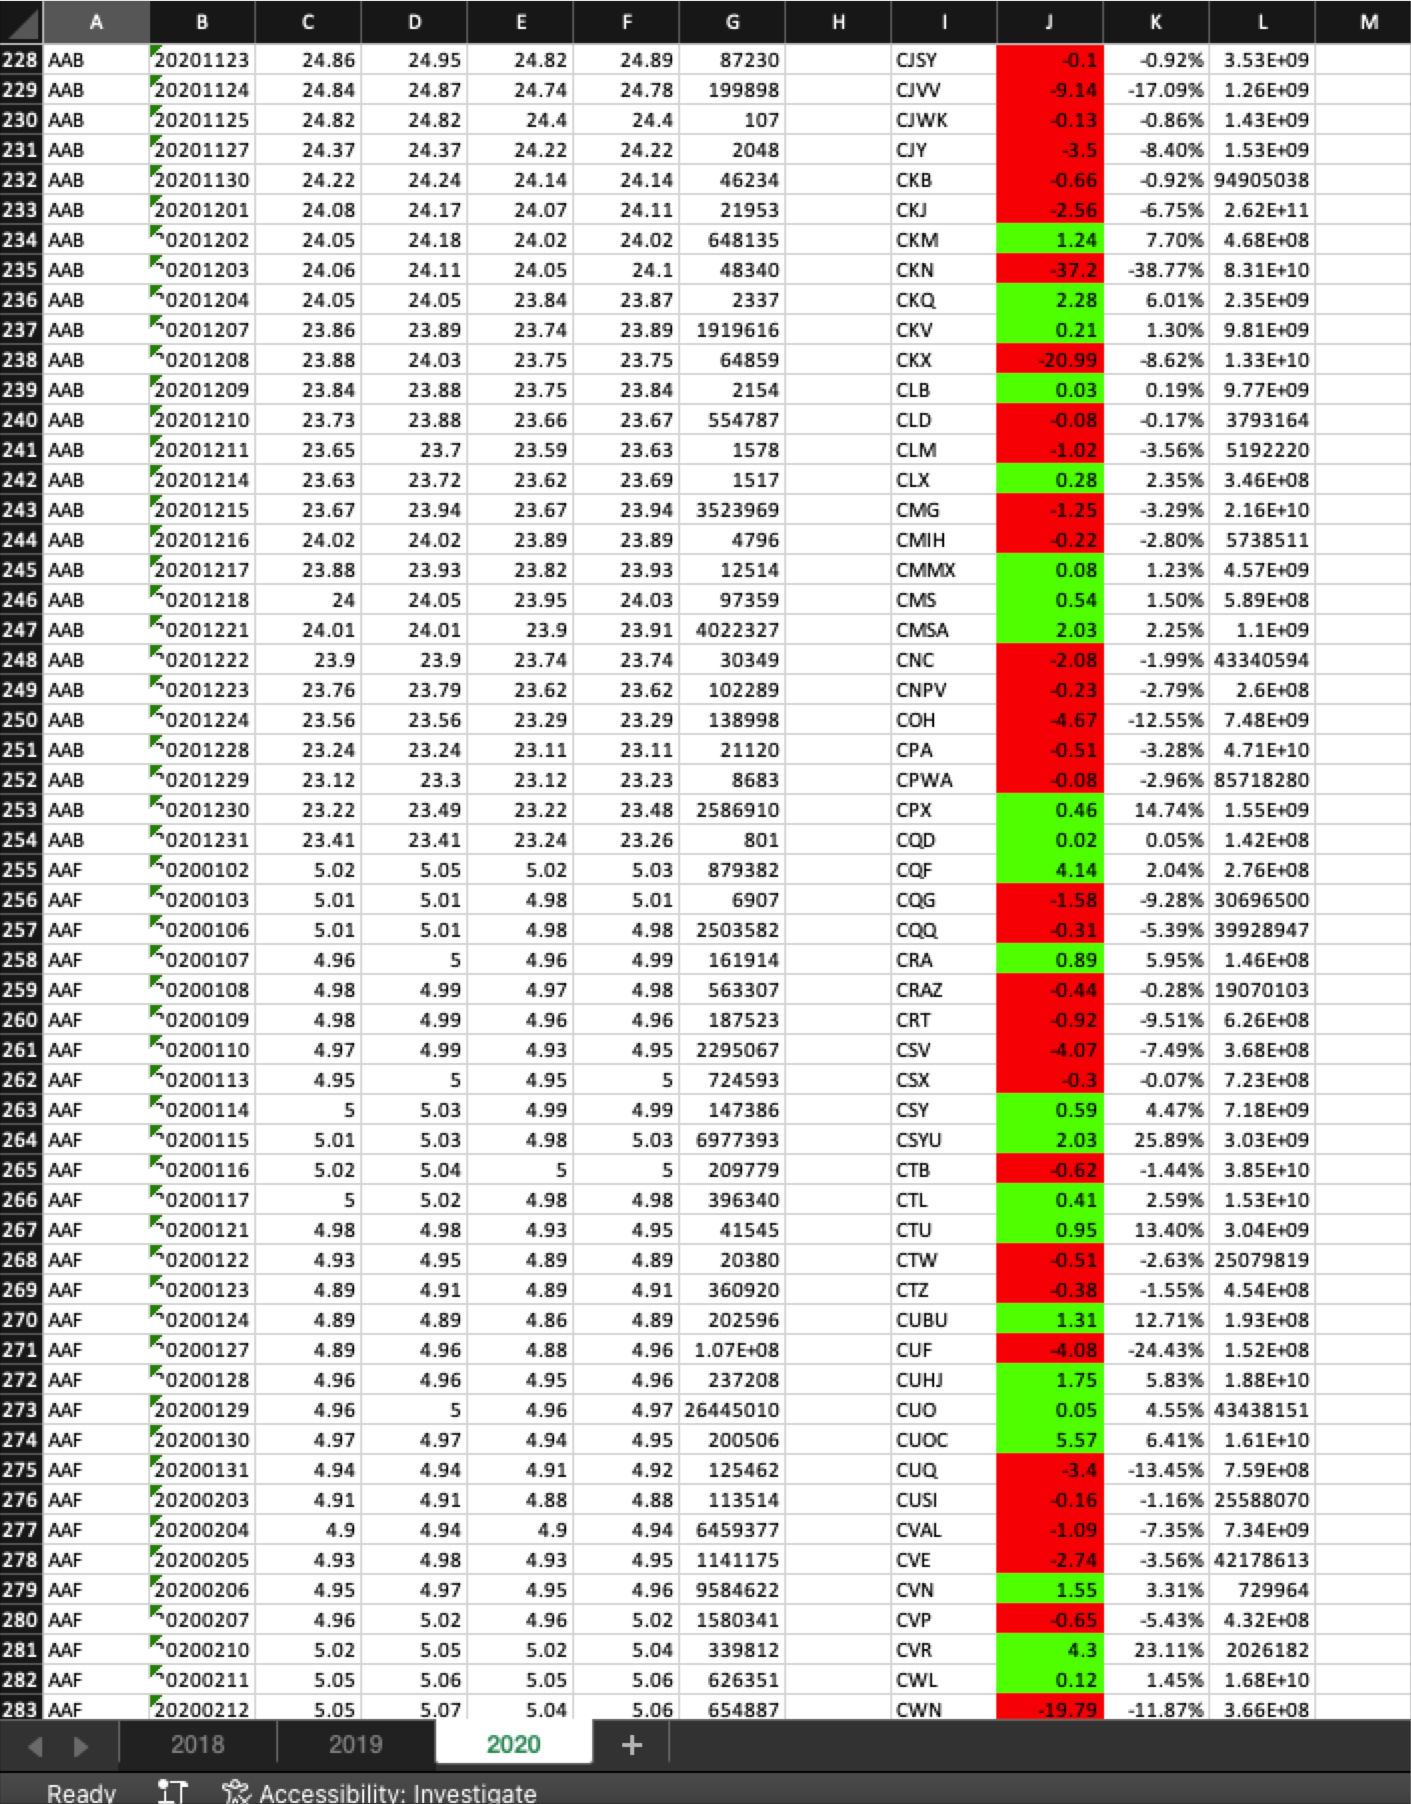 A B C D E F G H I J K L M
228 AAB 20201123 24.86 24.95 24.82 24.89 87230 CJSY -0.1 -0.92% 3.53E+09
229 AAB 20201124 24.84 24.87 24.74 24.78 199898 CJVV -9.14 -17.09% 1.26E+09
230 AAB 20201125 24.82 24.82 24.4 24.4 107 CJWK -0.13 -0.86% 1.43E+09
231 AAB 20201127 24.37 24.37 24.22 24.22 2048 CJY -3.5 -8.40% 1.53E+09
232 AAB 20201130 24.22 24.24 24.14 24.14 46234 CKB -0.66 -0.92% 94905038
233 AAB 20201201 24.08 24.17 24.07 24.11 21953 CKJ -2.56 -6.75% 2.62E+11
234 AAB 20201202 24.05 24.18 24.02 24.02 648135 CKM 1.24 7.70% 4.68E+08
235 AAB 20201203 24.06 24.11 24.05 24.1 48340 CKN -37.2 -38.77% 8.31E+10
236 AAB 20201204 24.05 24.05 23.84 23.87 2337 CKQ 2.28 6.01% 2.35E+09
237 AAB 20201207 23.86 23.89 23.74 23.89 1919616 CKV 0.21 1.30% 9.81E+09
238 AAB 20201208 23.88 24.03 23.75 23.75 64859 CKX -20.99 -8.62% 1.33E+10
239 AAB 20201209 23.84 23.88 23.75 23.84 2154 CLB 0.03 0.19% 9.77E+09
240 AAB 20201210 23.73 23.88 23.66 23.67 554787 CLD -0.08 -0.17% 3793164
241 AAB 20201211 23.65 23.7 23.59 23.63 1578 CLM -1.02 -3.56% 5192220
242 AAB 20201214 23.63 23.72 23.62 23.69 1517 CLX 0.28 2.35% 3.46E+08
243 AAB 20201215 23.67 23.94 23.67 23.94 3523969 CMG -1.25 -3.29% 2.16E+10
244 AAB 20201216 24.02 24.02 23.89 23.89 4796 CMIH -0.22 -2.80% 5738511
245 AAB 20201217 23.88 23.93 23.82 23.93 12514 CMMX 0.08 1.23% 4.57E+09
246 AAB 20201218 24 24.05 23.95 24.03 97359 CMS 0.54 1.50% 5.89E+08
247 AAB 20201221 24.01 24.01 23.9 23.91 4022327 CMSA 2.03 2.25% 1.1E+09
248 AAB 20201222 23.9 23.9 23.74 23.74 30349 CNC -2.08 -1.99% 43340594
249 AAB 20201223 23.76 23.79 23.62 23.62 102289 CNPV -0.23 -2.79% 2.6E+08
250 AAB 20201224 23.56 23.56 23.29 23.29 138998 COH -4.67 -12.55% 7.48E+09
251 AAB 20201228 23.24 23.24 23.11 23.11 21120 CPA -0.51 -3.28% 4.71E+10
252 AAB 20201229 23.12 23.3 23.12 23.23 8683 CPWA -0.08 -2.96% 85718280
253 AAB 20201230 23.22 23.49 23.22 23.48 2586910 CPX 0.46 14.74% 1.55E+09
254 AAB 20201231 23.41 23.41 23.24 23.26 801 CQD 0.02 0.05% 1.42E+08
255 AAF 20200102 5.02 5.05 5.02 5.03 879382 CQF 4.14 2.04% 2.76E+08
256 AAF 20200103 5.01 5.01 4.98 5.01 6907 CQG -1.58 -9.28% 30696500
257 AAF 20200106 5.01 5.01 4.98 4.98 2503582 CQQ -0.31 -5.39% 39928947
258 AAF 20200107 4.96 5 4.96 4.99 161914 CRA 0.89 5.95% 1.46E+08
259 AAF 20200108 4.98 4.99 4.97 4.98 563307 CRAZ -0.44 -0.28% 19070103
260 AAF 20200109 4.98 4.99 4.96 4.96 187523 CRT -0.92 -9.51% 6.26E+08
261 AAF 20200110 4.97 4.99 4.93 4.95 2295067 CSV -4.07 -7.49% 3.68E+08
262 AAF 20200113 4.95 5 4.95 5 724593 CSX -0.3 -0.07% 7.23E+08
263 AAF 20200114 5 5.03 4.99 4.99 147386 CSY 0.59 4.47% 7.18E+09
264 AAF 20200115 5.01 5.03 4.98 5.03 6977393 CSYU 2.03 25.89% 3.03E+09
265 AAF 20200116 5.02 5.04 5 5 209779 CTB -0.62 -1.44% 3.85E+10
266 AAF 20200117 5 5.02 4.98 4.98 396340 CTL 0.41 2.59% 1.53E+10
267 AAF 20200121 4.98 4.98 4.93 4.95 41545 CTU 0.95 13.40% 3.04E+09
268 AAF 20200122 4.93 4.95 4.89 4.89 20380 CTW -0.51 -2.63% 25079819
269 AAF 20200123 4.89 4.91 4.89 4.91 360920 CTZ -0.38 -1.55% 4.54E+08
270 AAF 20200124 4.89 4.89 4.86 4.89 202596 CUBU 1.31 12.71% 1.93E+08
271 AAF 20200127 4.89 4.96 4.88 4.96 1.07E+08 CUF -4.08 -24.43% 1.52E+08
272 AAF 20200128 4.96 4.96 4.95 4.96 237208 CUHJ 1.75 5.83% 1.88E+10
273 AAF 20200129 4.96 5 4.96 4.97 26445010 CUO 0.05 4.55% 43438151
274 AAF 20200130 4.97 4.97 4.94 4.95 200506 CUOC 5.57 6.41% 1.61E+10
275 AAF 20200131 4.94 4.94 4.91 4.92 125462 CUQ -3.4 -13.45% 7.59E+08
276 AAF 20200203 4.91 4.91 4.88 4.88 113514 CUSI -0.16 -1.16% 25588070
277 AAF 20200204 4.9 4.94 4.9 4.94 6459377 CVAL -1.09 -7.35% 7.34E+09
278 AAF 20200205 4.93 4.98 4.93 4.95 1141175 CVE -2.74 -3.56% 42178613
279 AAF 20200206 4.95 4.97 4.95 4.96 9584622 CVN 1.55 3.31% 729964
280 AAF 20200207 4.96 5.02 4.96 5.02 1580341 CVP -0.65 -5.43% 4.32E+08
281 AAF 20200210 5.02 5.05 5.02 5.04 339812 CVR 4.3 23.11% 2026182
282 AAF 20200211 5.05 5.06 5.05 5.06 626351 CWL 0.12 1.45% 1.68E+10
283 AAF 20200212 5.05 5.07 5.04 5.06 654887 CWN -19.79 -11.87% 3.66E+08
2018 2019 2020 +
Ready Accessibility: Investigate